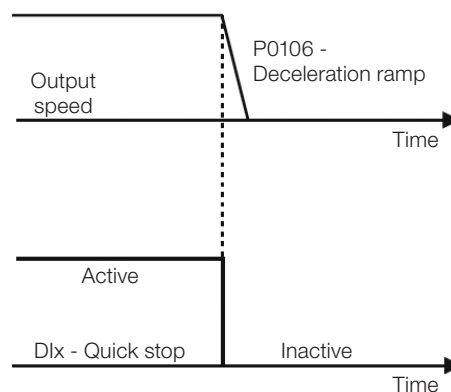 P0106 -
Deceleration ramp
Output
speed
Time
Active
DIx - Quick stop
Inactive
Time